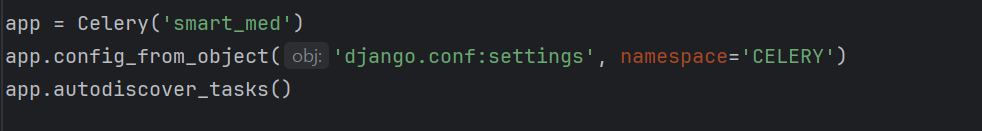 app = Celery('smart_med')
app.config_from_object( obj: 'django.conf:settings', namespace='CELERY')
app.autodiscover_tasks()